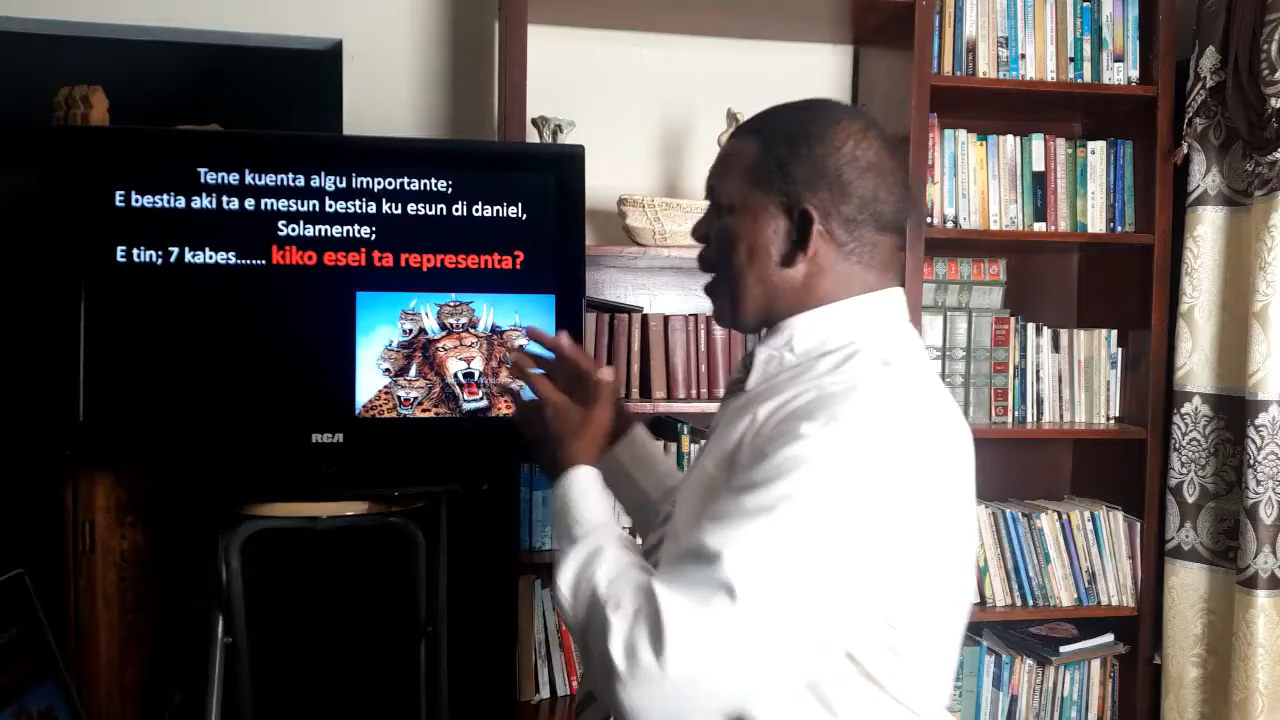 Tene kuenta algu importante;
E bestia aki ta e mesun bestia ku esun di daniel,
Solamente;
E tin; 7 kabes...... kiko esei ta representa?
RCA